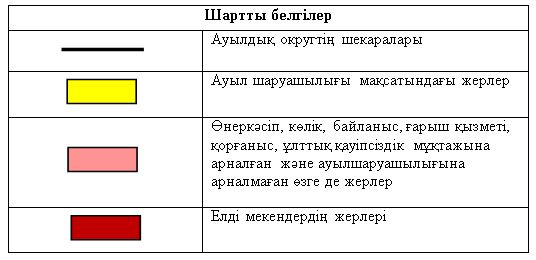 Шартты белгілер
Ауылдық округтің шекаралары
Ауыл шаруашылығы мақсатындағы жерлер
Өнеркәсіп, көлік, байланыс, ғарыш қызметі,
қорғаныс, ұлттық қауіпсіздік мұқтажына
арналған және ауылшаруашылығына
арналмаған өзге де жерлер
Елді мекендердің жерлері